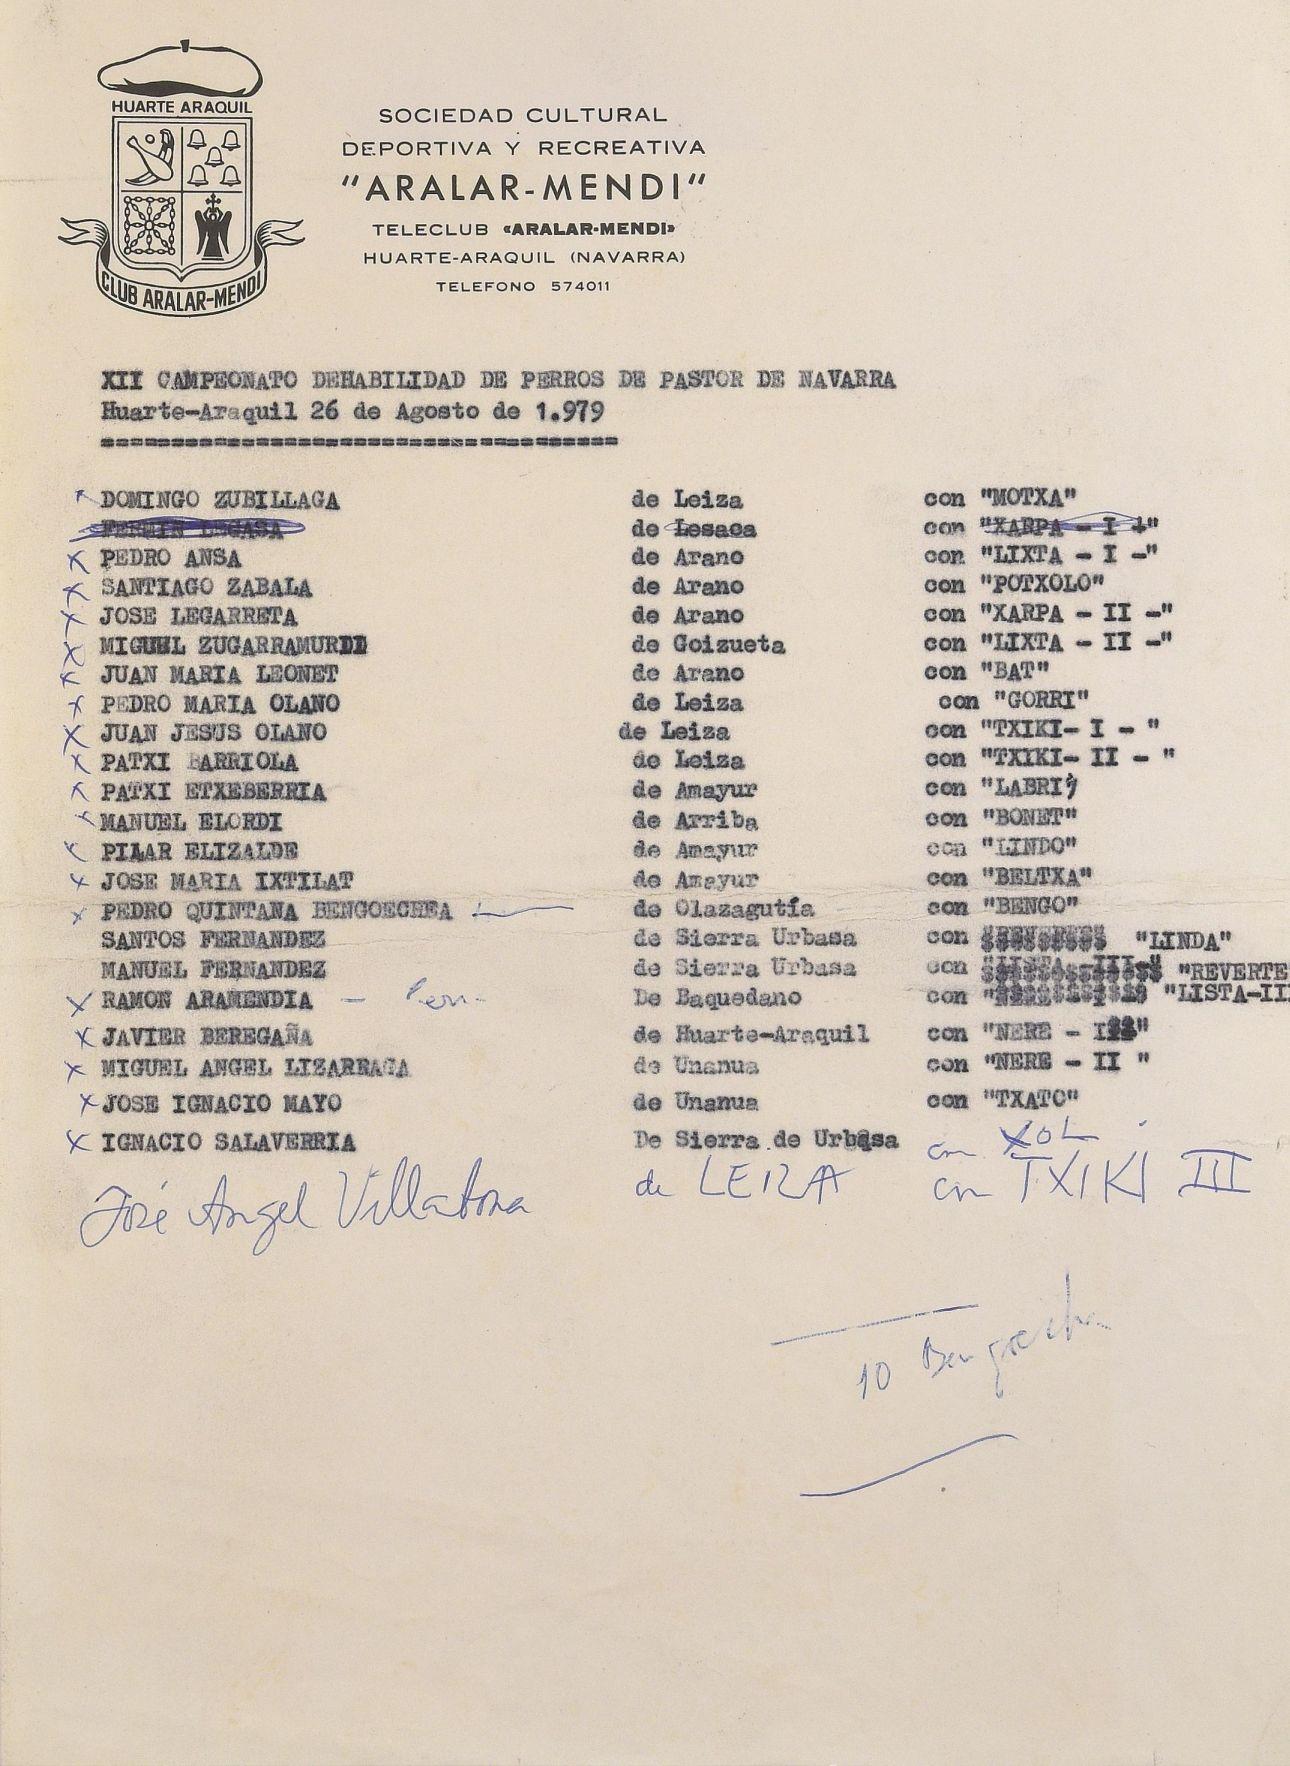 HUARTE ARAQUIL
CLUB ARALAR-MENDI
SOCIEDAD CULTURAL
DEPORTIVA Y RECREATIVA
"ARALAR-MENDI"
TELECLUB «ARALAR-MENDI»
HUARTE-ARAQUIL (NAVARRA)
TELEFONO 574011
XII CAMPEONATO DEHABILIDAD DE PERROS DE PASTOR DE NAVARRA
Huarte-Araquil 26 de Agosto de 1.979
DOMINGO ZUBILLAGA de Leiza con "MOTXA"
FERMIN LEGASA de Lesaca con "XARPA - I -"
PEDRO ANSA de Arano con "LIXTA - I -"
SANTIAGO ZABALA de Arano con "POTXOLO"
JOSE LEGARRETA de Arano con "XARPA - II -"
MIGUEL ZUGARRAMURDI de Goizueta con "LIXTA - II -"
JUAN MARIA LEONET de Arano con "BAT"
PEDRO MARIA OLANO de Leiza con "GORRI"
JUAN JESUS OLANO de Leiza con "TXIKI- I - "
PATXI BARRIOLA de Leiza con "TXIKI- II - "
PATXI ETXEBERRIA de Amayur con "LABRI"
MANUEL ELORDI de Arriba con "BONET"
PILAR ELIZALDE de Amayur con "LINDO"
JOSE MARIA IXTILAT de Amayur con "BELTXA"
PEDRO QUINTANA BENGOECHEA de Olazagutía con "BENGO"
SANTOS FERNANDEZ de Sierra Urbasa con "LINDA"
MANUEL FERNANDEZ de Sierra Urbasa con "REVERTE
RAMON ARAMENDIA De Baquedano con "LISTA-III
JAVIER BEREGAÑA de Huarte-Araquil con "NERE - I"
MIGUEL ANGEL LIZARRAGA de Unanua con "NERE - II "
JOSE IGNACIO MAYO de Unanua con "TXATO"
IGNACIO SALAVERRIA De Sierra de Urbasa con XOL
José Angel Villabona de LEIZA con TXIKI III
10 Bengoechea